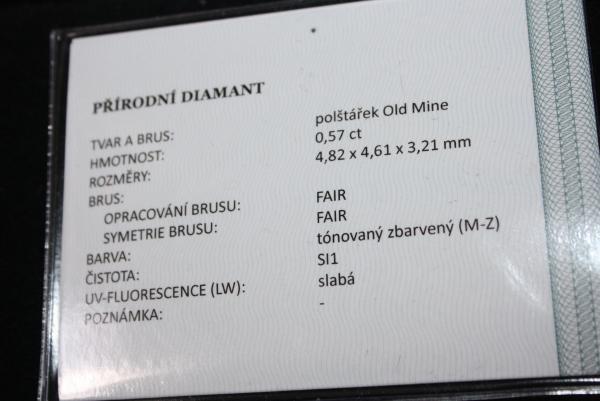 PŘÍRODNÍ DIAMANT
TVAR A BRUS: polštářek Old Mine
HMOTNOST: 0,57 ct
ROZMĚRY: 4,82 x 4,61 x 3,21 mm
BRUS:
OPRACOVÁNÍ BRUSU: FAIR
SYMETRIE BRUSU: FAIR
BARVA: tónovaný zbarvený (M-Z)
ČISTOTA: SI1
UV-FLUORESCENCE (LW): slabá
POZNÁMKA: -